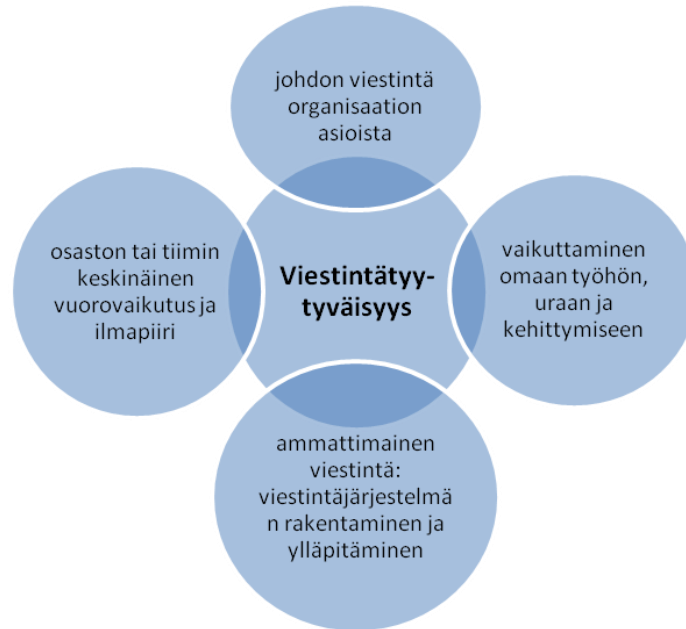 johdon viestintä
organisaation
asioista
osaston tai tiimin
keskinäinen
vuorovaikutus ja
ilmapiiri
Viestintätyy-
tyväisyys
vaikuttaminen
omaan työhön,
uraan ja
kehittymiseen
ammattimainen
viestintä:
viestintäjärjestelmä
n rakentaminen ja
ylläpitäminen